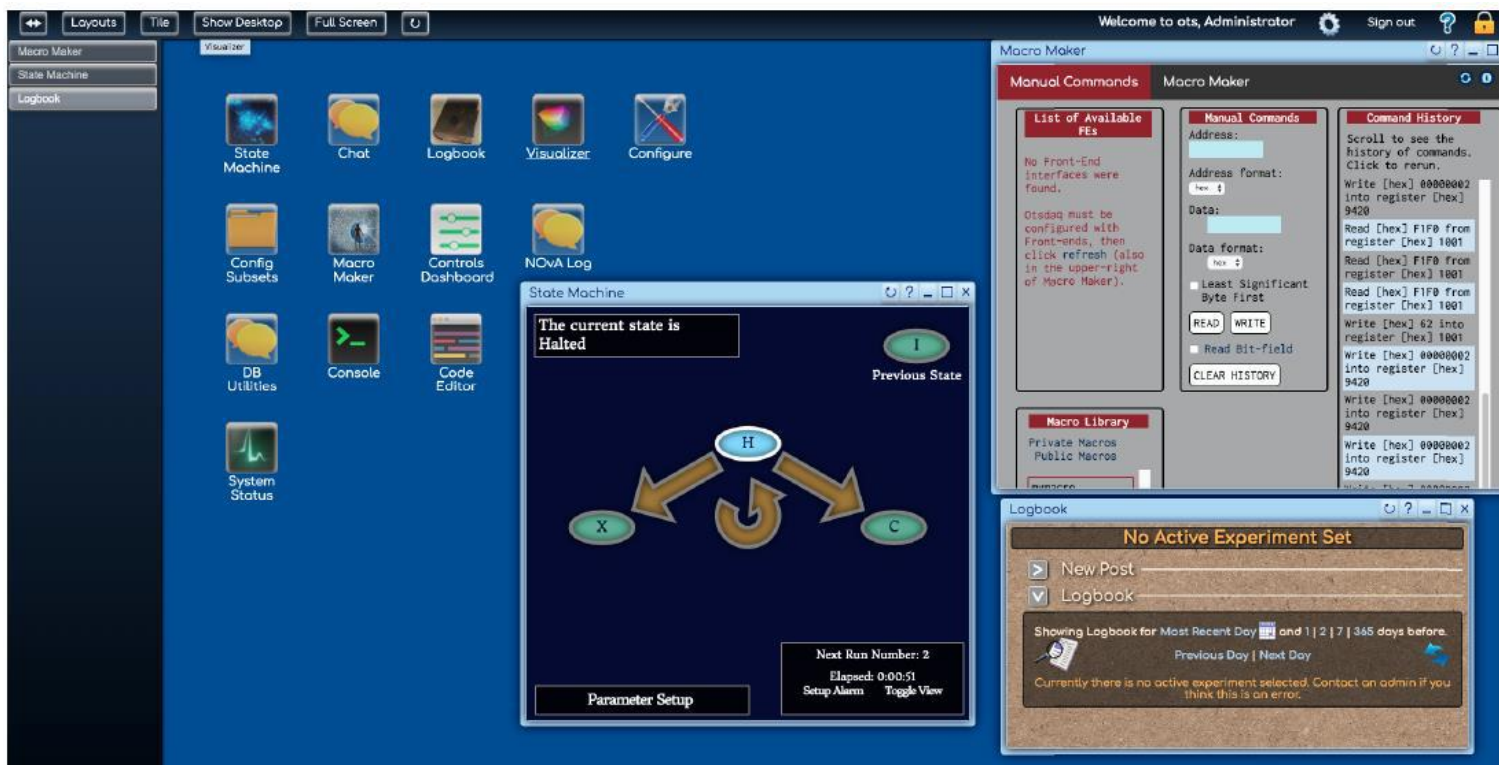 Layouts
Tile
Show Desktop
Full Screen
Welcome to ots, Administrator
Sign out
Macro Maker
State Machine
Logbook
Visualizer
State
Machine
Chat
Logbook
Visualizer
Configure
Config
Subsets
Macro
Maker
Controls
Dashboard
NOvA Log
DB
Utilities
Console
Code
Editor
System
Status
State Machine
The current state is
Halted
I
Previous State
H
X
C
Next Run Number: 2
Elapsed: 0:00:51
Setup Alarm Toggle View
Parameter Setup
Macro Maker
Manual Commands
Macro Maker
List of Available
FEs
No Front-End
interfaces were
found.
Otsdaq must be
configured with
Front-ends, then
click refresh (also
in the upper-right
of Macro Maker).
Manual Commands
Address:
Address format:
hex
Data:
Data format:
hex
Least Significant
Byte First
READ WRITE
Read Bit-field
CLEAR HISTORY
Command History
Scroll to see the
history of commands.
Click to rerun.
Write [hex] 00000002
into register [hex]
9420
Read [hex] F1F0 from
register [hex] 1001
Read [hex] F1F0 from
register [hex] 1001
Read [hex] F1F0 from
register [hex] 1001
Write [hex] 62 into
register [hex] 1001
Write [hex] 00000002
into register [hex]
9420
Write [hex] 00000002
into register [hex]
9420
Write [hex] 00000002
into register [hex]
9420
Macro Library
Private Macros
Public Macros
Logbook
No Active Experiment Set
New Post
Logbook
Showing Logbook for Most Recent Day and 1 | 2 | 7 | 365 days before.
Previous Day | Next Day
Currently there is no active experiment selected. Contact an admin if you
think this is an error.